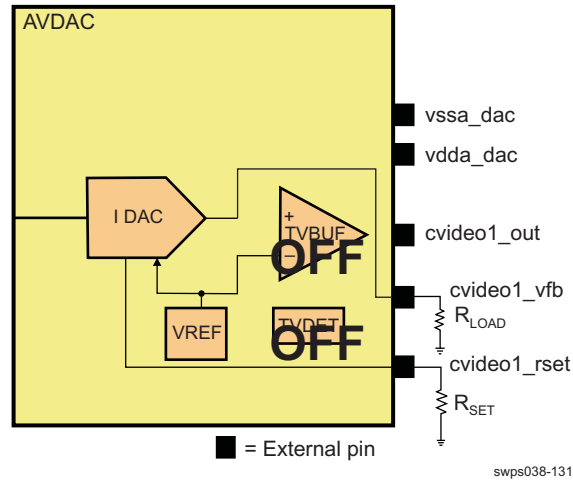 AVDAC
vssa_dac
vdda_dac
I DAC
+
TVBUF
−
OFF
cvideo1_out
cvideo1_vfb
RLOAD
VREF
TVDET
OFF
cvideo1_rset
RSET
= External pin
swps038-131